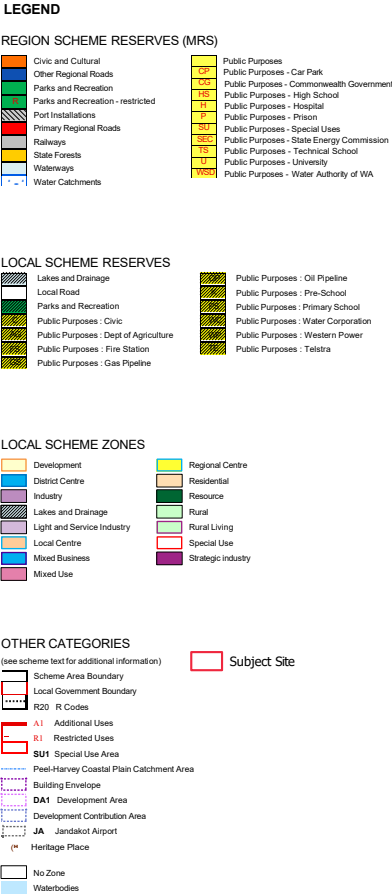 LEGEND
REGION SCHEME RESERVES (MRS)
Civic and Cultural
Other Regional Roads
Parks and Recreation
R Parks and Recreation - restricted
Port Installations
Primary Regional Roads
Railways
State Forests
Waterways
Water Catchments
Public Purposes
CP Public Purposes - Car Park
CG Public Purposes - Commonwealth Government
HS Public Purposes - High School
H Public Purposes - Hospital
P Public Purposes - Prison
SU Public Purposes - Special Uses
SEC Public Purposes - State Energy Commission
TS Public Purposes - Technical School
U Public Purposes - University
WSD Public Purposes - Water Authority of WA
LOCAL SCHEME RESERVES
Lakes and Drainage
Local Road
Parks and Recreation
Public Purposes : Civic
Public Purposes : Dept of Agriculture
Public Purposes : Fire Station
Public Purposes : Gas Pipeline
Public Purposes : Oil Pipeline
Public Purposes : Pre-School
Public Purposes : Primary School
Public Purposes : Water Corporation
Public Purposes : Western Power
Public Purposes : Telstra
LOCAL SCHEME ZONES
Development
District Centre
Industry
Lakes and Drainage
Light and Service Industry
Local Centre
Mixed Business
Mixed Use
Regional Centre
Residential
Resource
Rural
Rural Living
Special Use
Strategic industry
OTHER CATEGORIES
(see scheme text for additional information)
Subject Site
Scheme Area Boundary
Local Government Boundary
R20 R Codes
A1 Additional Uses
R1 Restricted Uses
SU1 Special Use Area
Peel-Harvey Coastal Plain Catchment Area
Building Envelope
DA1 Development Area
Development Contribution Area
JA Jandakot Airport
Heritage Place
No Zone
Waterbodies